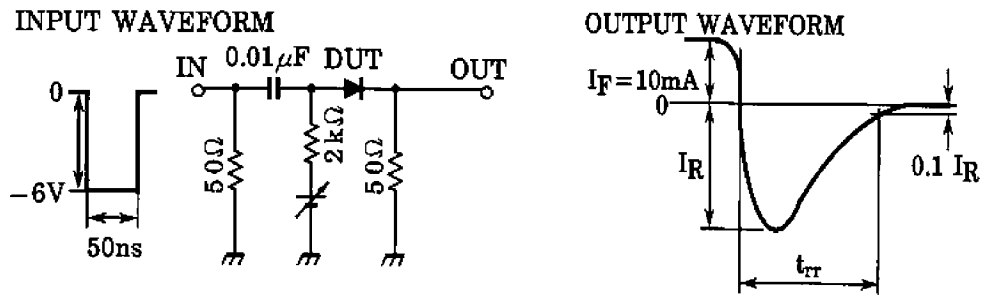 INPUT WAVEFORM
0
−6V
50ns
IN
0.01μF
DUT
OUT
50Ω
2kΩ
50Ω
OUTPUT WAVEFORM
IF=10mA
0
IR
0.1 IR
trr